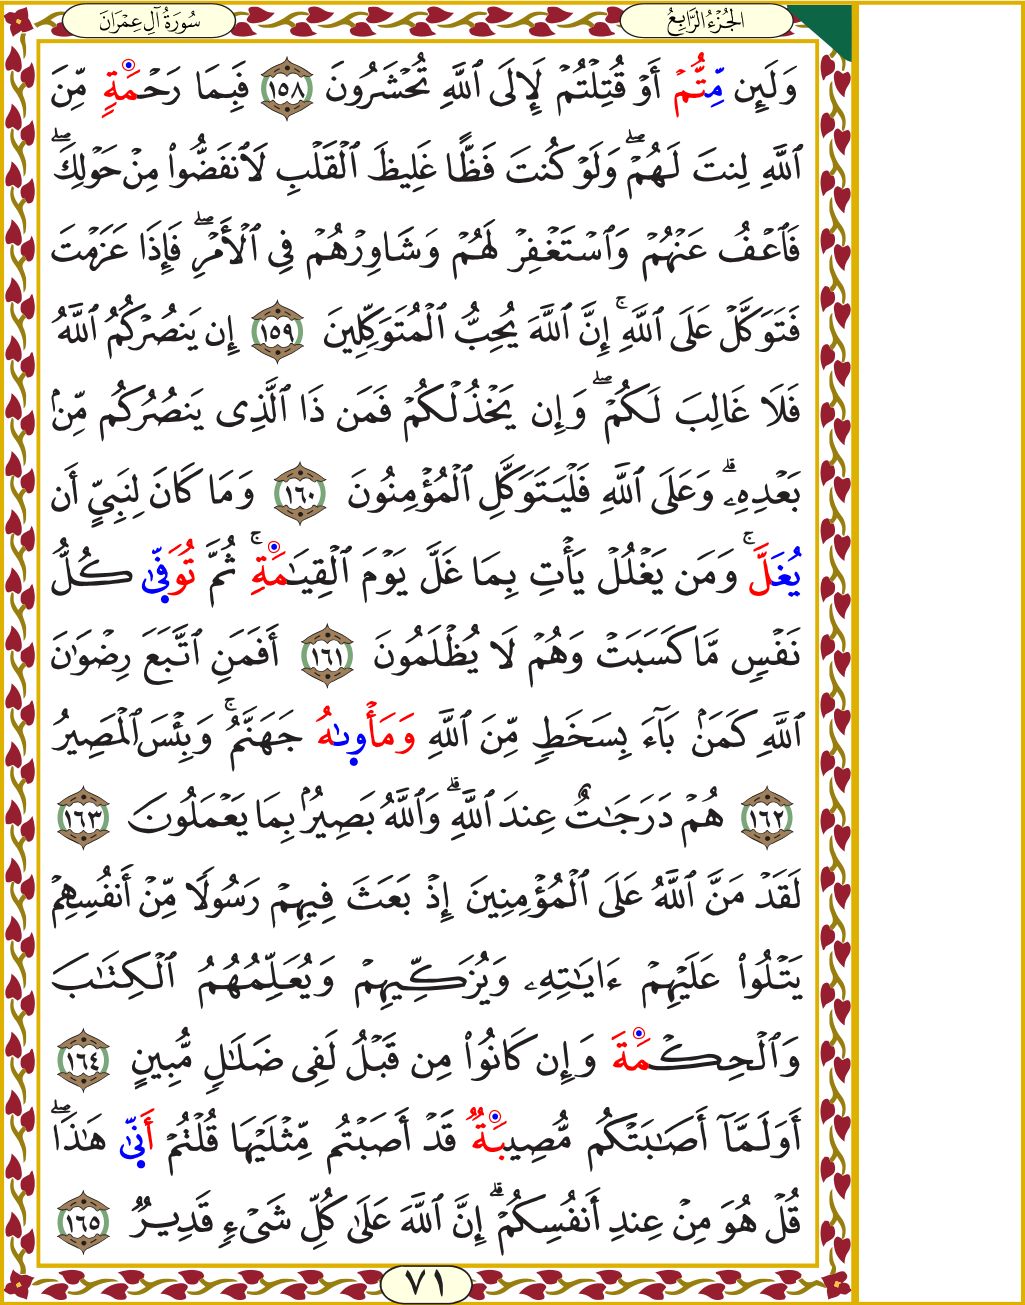 الجُزْءُ الرَّابِعُ
سُورَةُ آلِ عِمْرَانَ
وَلَئِن مِّتُّمْ أَوْ قُتِلْتُمْ لَإِلَى ٱللَّهِ تُحْشَرُونَ ١٥٨ فَبِمَا رَحْمَةٍ مِّنَ
ٱللَّهِ لِنتَ لَهُمْۖ وَلَوْ كُنتَ فَظًّا غَلِيظَ ٱلْقَلْبِ لَٱنفَضُّوا۟ مِنْ حَوْلِكَۖ
فَٱعْفُ عَنْهُمْ وَٱسْتَغْفِرْ لَهُمْ وَشَاوِرْهُمْ فِى ٱلْأَمْرِۖ فَإِذَا عَزَمْتَ
فَتَوَكَّلْ عَلَى ٱللَّهِۚ إِنَّ ٱللَّهَ يُحِبُّ ٱلْمُتَوَكِّلِينَ ١٥٩ إِن يَنصُرْكُمُ ٱللَّهُ
فَلَا غَالِبَ لَكُمْۖ وَإِن يَخْذُلْكُمْ فَمَن ذَا ٱلَّذِى يَنصُرُكُم مِّنۢ
بَعْدِهِۦۗ وَعَلَى ٱللَّهِ فَلْيَتَوَكَّلِ ٱلْمُؤْمِنُونَ ١٦٠ وَمَا كَانَ لِنَبِىٍّ أَن
يُغَلَّۚ وَمَن يَغْلُلْ يَأْتِ بِمَا غَلَّ يَوْمَ ٱلْقِيَـٰمَةِۚ ثُمَّ تُوَفّىٰ كُلُّ
نَفْسٍ مَّا كَسَبَتْ وَهُمْ لَا يُظْلَمُونَ ١٦١ أَفَمَنِ ٱتَّبَعَ رِضْوَٰنَ
ٱللَّهِ كَمَنۢ بَآءَ بِسَخَطٍ مِّنَ ٱللَّهِ وَمَأْوىٰهُ جَهَنَّمُۚ وَبِئْسَ ٱلْمَصِيرُ
١٦٢ هُمْ دَرَجَـٰتٌ عِندَ ٱللَّهِۗ وَٱللَّهُ بَصِيرٌۢ بِمَا يَعْمَلُونَ ١٦٣
لَقَدْ مَنَّ ٱللَّهُ عَلَى ٱلْمُؤْمِنِينَ إِذْ بَعَثَ فِيهِمْ رَسُولًا مِّنْ أَنفُسِهِمْ
يَتْلُوا۟ عَلَيْهِمْ ءَايَـٰتِهِۦ وَيُزَكِّيهِمْ وَيُعَلِّمُهُمُ ٱلْكِتَـٰبَ
وَٱلْحِكْمَةَ وَإِن كَانُوا۟ مِن قَبْلُ لَفِى ضَلَـٰلٍ مُّبِينٍ ١٦٤
أَوَلَمَّآ أَصَـٰبَتْكُم مُّصِيبَةٌ قَدْ أَصَبْتُم مِّثْلَيْهَا قُلْتُمْ أَنّىٰ هَـٰذَاۖ
قُلْ هُوَ مِنْ عِندِ أَنفُسِكُمْۗ إِنَّ ٱللَّهَ عَلَىٰ كُلِّ شَىْءٍ قَدِيرٌ ١٦٥
٧١